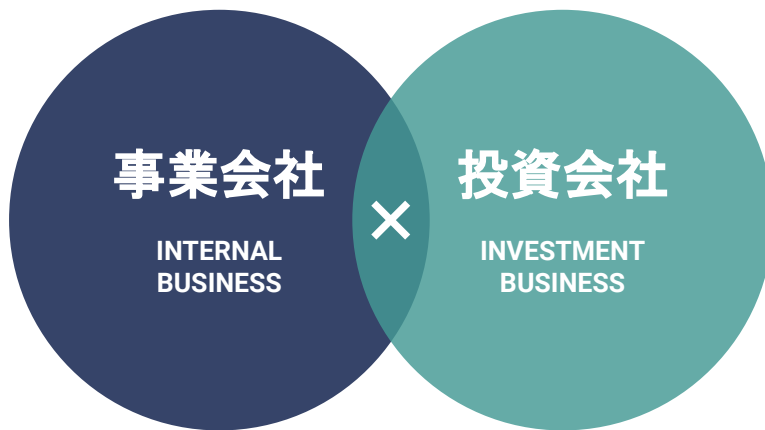 事業会社
INTERNAL
BUSINESS
×
投資会社
INVESTMENT
BUSINESS